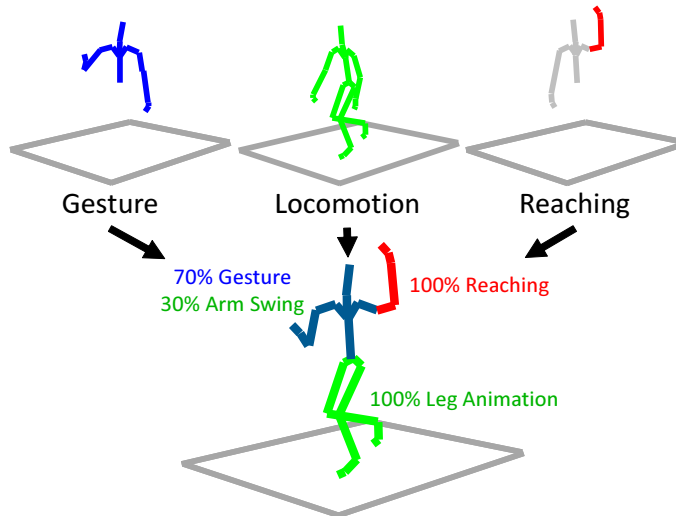 Gesture
Locomotion
Reaching
70% Gesture
30% Arm Swing
100% Reaching
100% Leg Animation